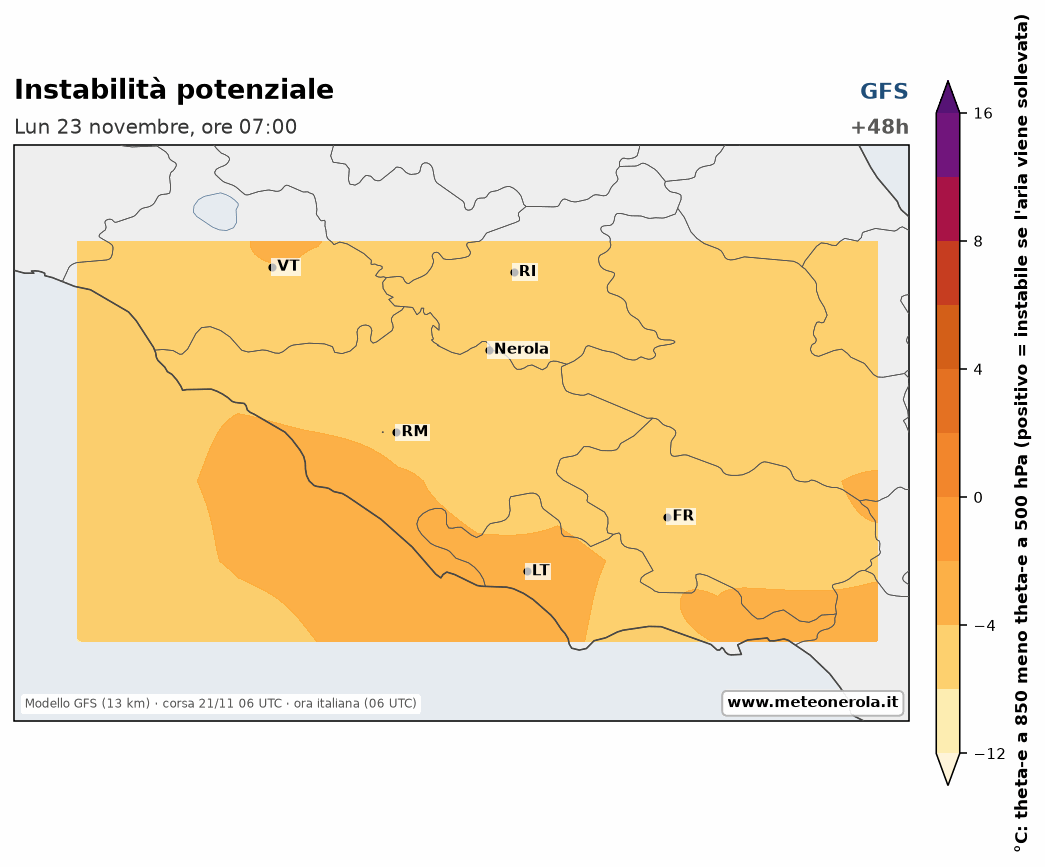 Instabilità potenziale
GFS
Lun 23 novembre, ore 07:00
+48h
VT
RI
Nerola
RM
FR
LT
Modello GFS (13 km) · corsa 21/11 06 UTC · ora italiana (06 UTC)
www.meteonerola.it
16
8
4
0
−4
−12
°C: theta-e a 850 meno theta-e a 500 hPa (positivo = instabile se l'aria viene sollevata)